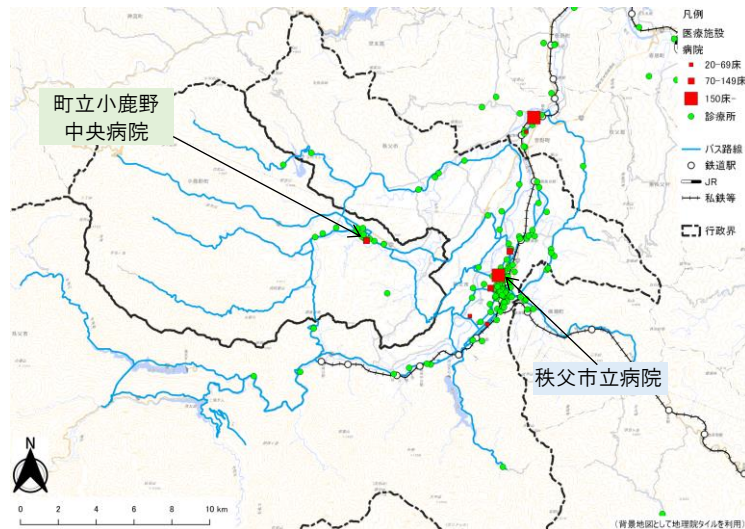 町立小鹿野
中央病院
秩父市立病院
凡例
医療施設
病院
20-69床
70-149床
150床-
診療所
バス路線
鉄道駅
JR
私鉄等
行政界
N
0 2 4 6 8 10 km
(背景地図として地理院タイルを利用)